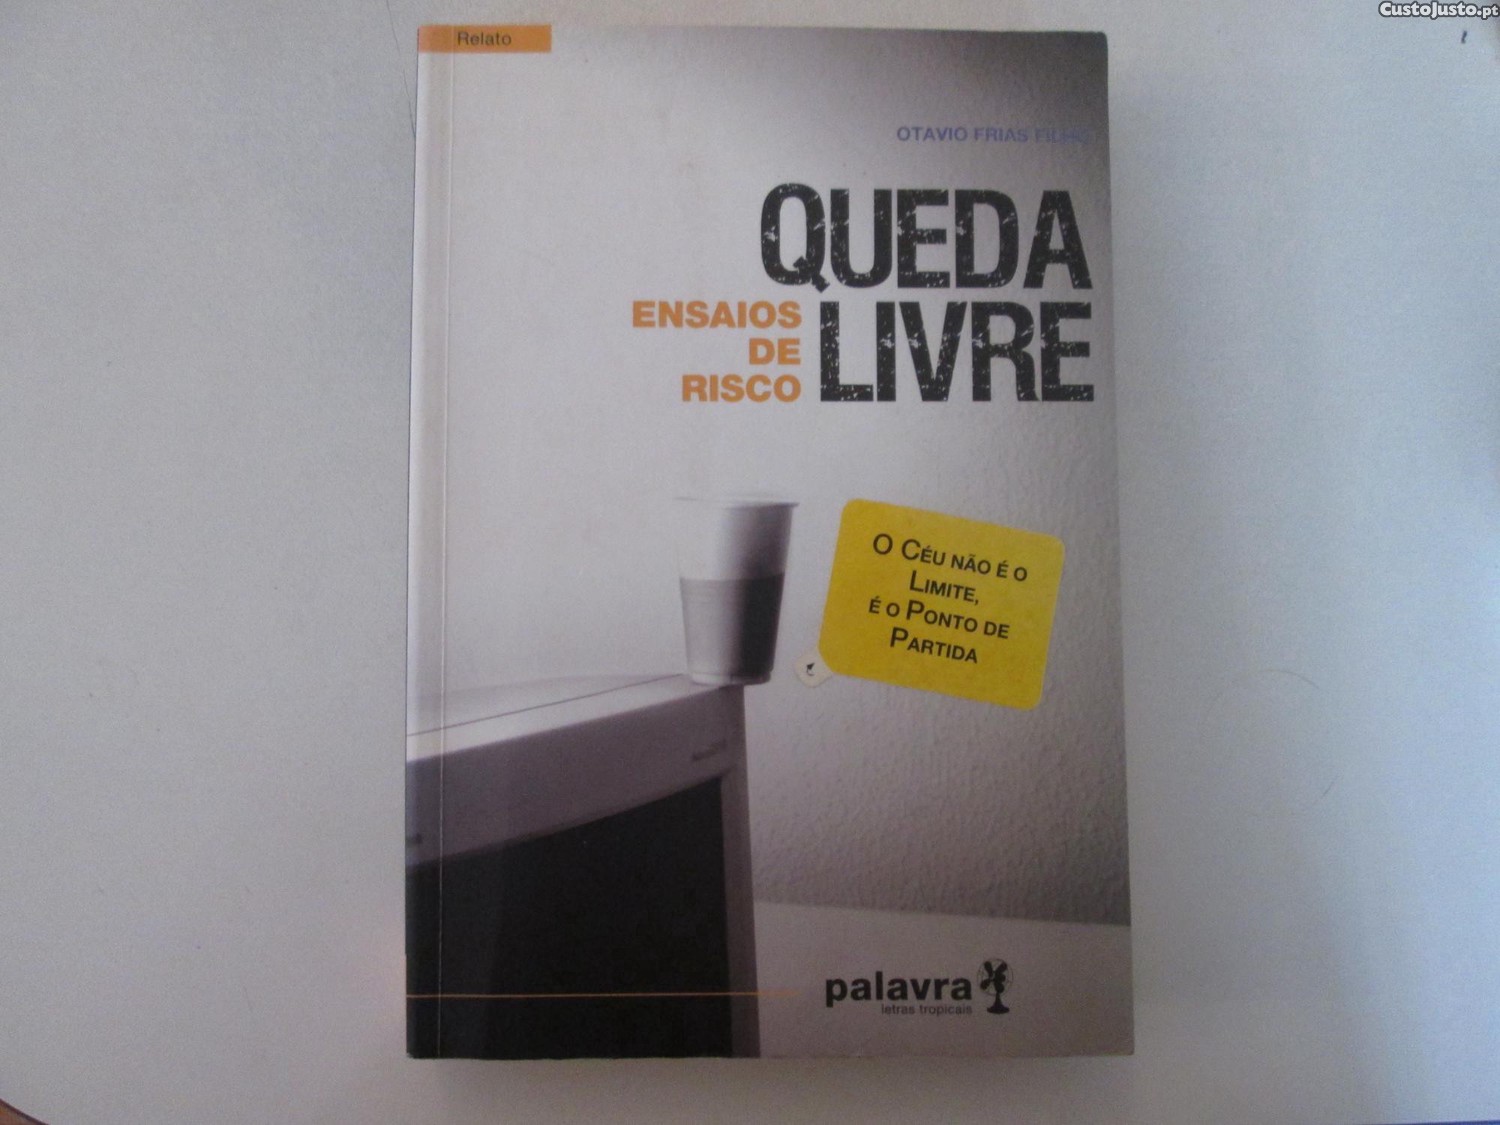 CustoJusto.pt
Relato
OTAVIO FRIAS FILHO
QUEDA
LIVRE
ENSAIOS
DE
RISCO
O CÉU NÃO É O
LIMITE,
É O PONTO DE
PARTIDA
palavra
letras tropicais